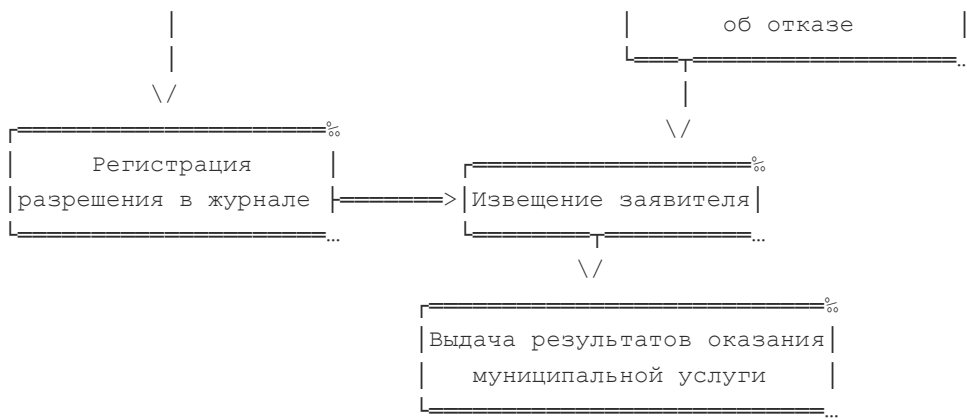 об отказе
Регистрация
разрешения в журнале
Извещение заявителя
Выдача результатов оказания
муниципальной услуги